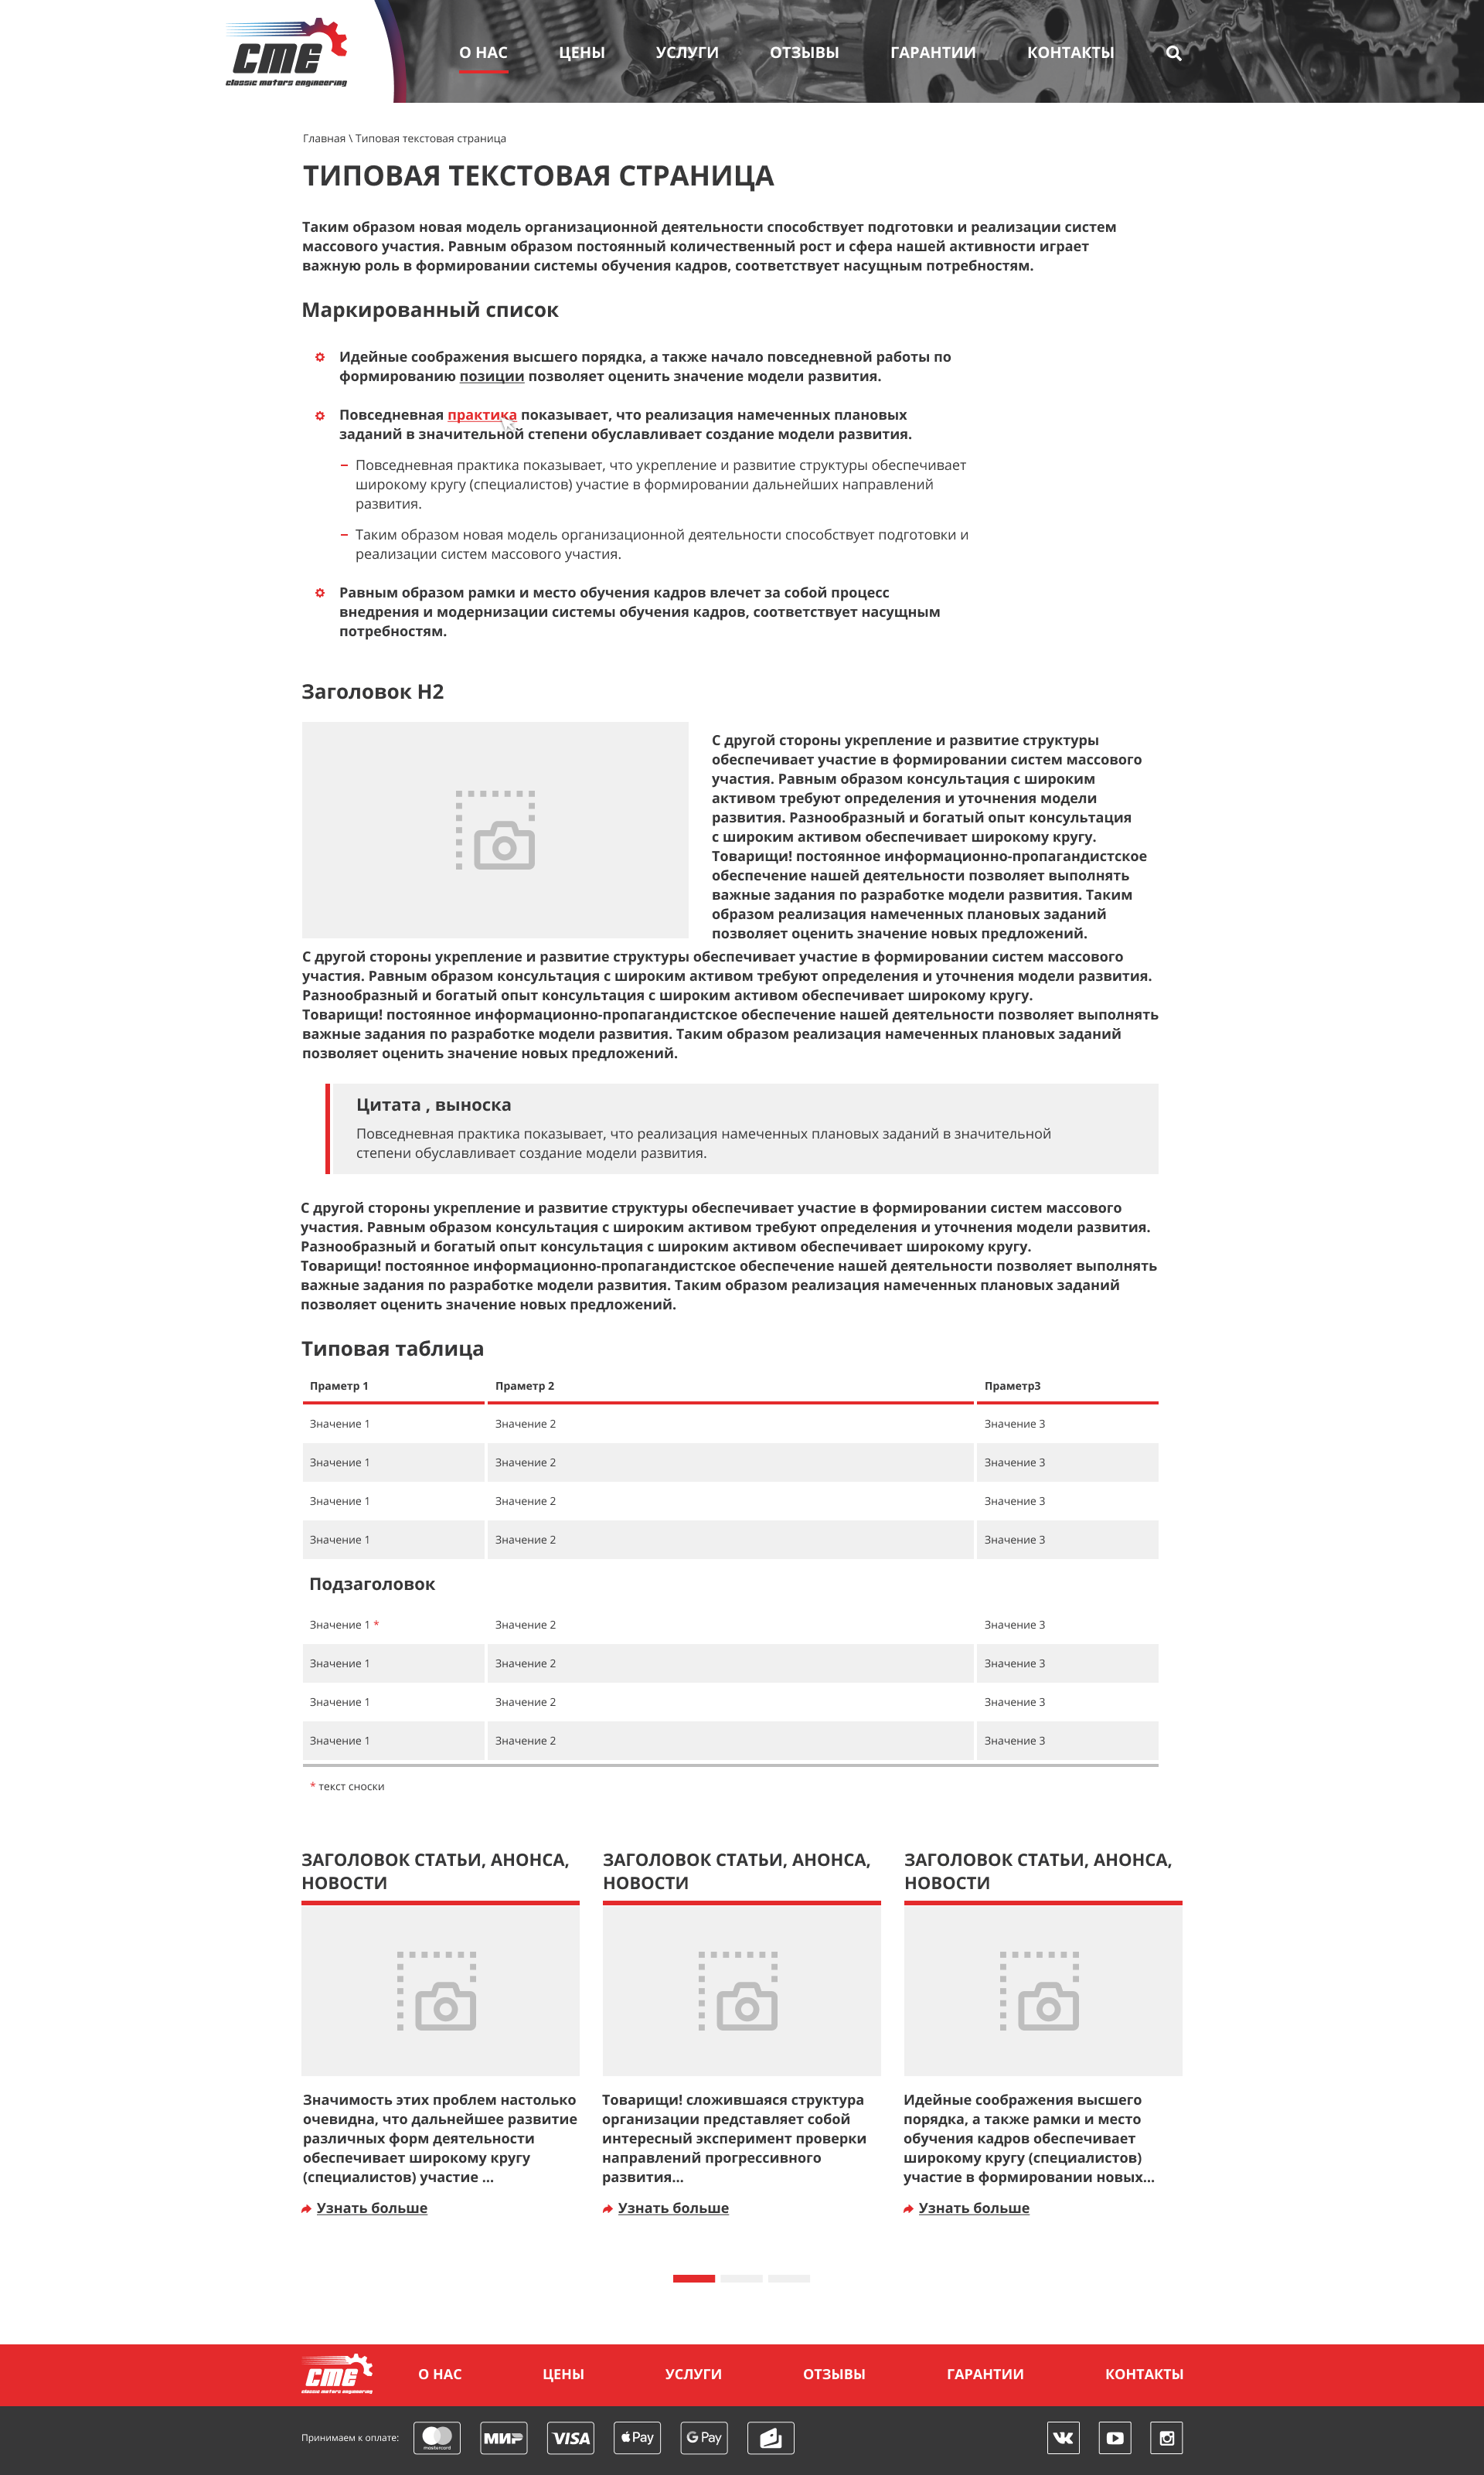 CME
classic motors engineering
О НАС ЦЕНЫ УСЛУГИ ОТЗЫВЫ ГАРАНТИИ КОНТАКТЫ
Главная \ Типовая текстовая страница
ТИПОВАЯ ТЕКСТОВАЯ СТРАНИЦА
Таким образом новая модель организационной деятельности способствует подготовки и реализации систем
массового участия. Равным образом постоянный количественный рост и сфера нашей активности играет
важную роль в формировании системы обучения кадров, соответствует насущным потребностям.
Маркированный список
Идейные соображения высшего порядка, а также начало повседневной работы по
формированию позиции позволяет оценить значение модели развития.
Повседневная практика показывает, что реализация намеченных плановых
заданий в значительной степени обуславливает создание модели развития.
– Повседневная практика показывает, что укрепление и развитие структуры обеспечивает
широкому кругу (специалистов) участие в формировании дальнейших направлений
развития.
– Таким образом новая модель организационной деятельности способствует подготовки и
реализации систем массового участия.
Равным образом рамки и место обучения кадров влечет за собой процесс
внедрения и модернизации системы обучения кадров, соответствует насущным
потребностям.
Заголовок H2
С другой стороны укрепление и развитие структуры
обеспечивает участие в формировании систем массового
участия. Равным образом консультация с широким
активом требуют определения и уточнения модели
развития. Разнообразный и богатый опыт консультация
с широким активом обеспечивает широкому кругу.
Товарищи! постоянное информационно-пропагандистское
обеспечение нашей деятельности позволяет выполнять
важные задания по разработке модели развития. Таким
образом реализация намеченных плановых заданий
позволяет оценить значение новых предложений.
С другой стороны укрепление и развитие структуры обеспечивает участие в формировании систем массового
участия. Равным образом консультация с широким активом требуют определения и уточнения модели развития.
Разнообразный и богатый опыт консультация с широким активом обеспечивает широкому кругу.
Товарищи! постоянное информационно-пропагандистское обеспечение нашей деятельности позволяет выполнять
важные задания по разработке модели развития. Таким образом реализация намеченных плановых заданий
позволяет оценить значение новых предложений.
Цитата , выноска
Повседневная практика показывает, что реализация намеченных плановых заданий в значительной
степени обуславливает создание модели развития.
С другой стороны укрепление и развитие структуры обеспечивает участие в формировании систем массового
участия. Равным образом консультация с широким активом требуют определения и уточнения модели развития.
Разнообразный и богатый опыт консультация с широким активом обеспечивает широкому кругу.
Товарищи! постоянное информационно-пропагандистское обеспечение нашей деятельности позволяет выполнять
важные задания по разработке модели развития. Таким образом реализация намеченных плановых заданий
позволяет оценить значение новых предложений.
Типовая таблица
Праметр 1 Праметр 2 Праметр3
Значение 1 Значение 2 Значение 3
Значение 1 Значение 2 Значение 3
Значение 1 Значение 2 Значение 3
Значение 1 Значение 2 Значение 3
Подзаголовок
Значение 1 * Значение 2 Значение 3
Значение 1 Значение 2 Значение 3
Значение 1 Значение 2 Значение 3
Значение 1 Значение 2 Значение 3
* текст сноски
ЗАГОЛОВОК СТАТЬИ, АНОНСА,
НОВОСТИ
Значимость этих проблем настолько
очевидна, что дальнейшее развитие
различных форм деятельности
обеспечивает широкому кругу
(специалистов) участие ...
Узнать больше
ЗАГОЛОВОК СТАТЬИ, АНОНСА,
НОВОСТИ
Товарищи! сложившаяся структура
организации представляет собой
интересный эксперимент проверки
направлений прогрессивного
развития...
Узнать больше
ЗАГОЛОВОК СТАТЬИ, АНОНСА,
НОВОСТИ
Идейные соображения высшего
порядка, а также рамки и место
обучения кадров обеспечивает
широкому кругу (специалистов)
участие в формировании новых...
Узнать больше
CME
classic motors engineering
О НАС ЦЕНЫ УСЛУГИ ОТЗЫВЫ ГАРАНТИИ КОНТАКТЫ
Принимаем к оплате: mastercard МИР VISA Pay G Pay